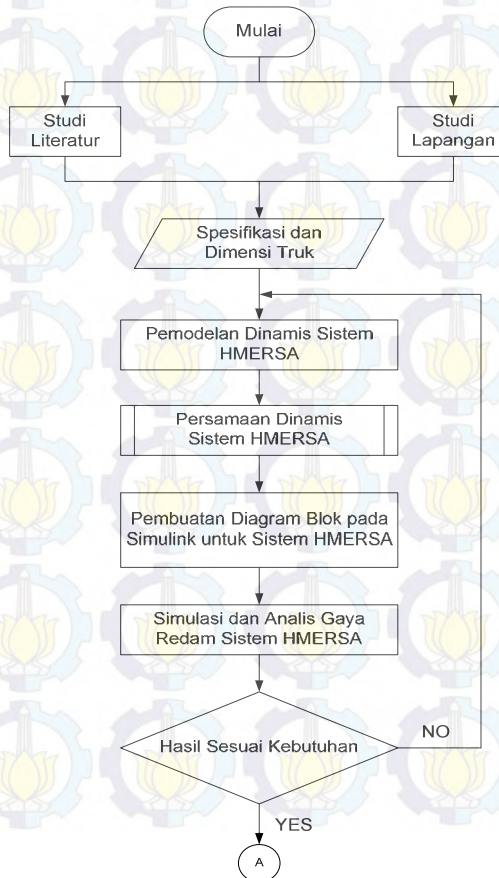 Mulai
Studi
Literatur
Studi
Lapangan
Spesifikasi dan
Dimensi Truk
Pemodelan Dinamis Sistem
HMERSA
Persamaan Dinamis
Sistem HMERSA
Pembuatan Diagram Blok pada
Simulink untuk Sistem HMERSA
Simulasi dan Analis Gaya
Redam Sistem HMERSA
Hasil Sesuai Kebutuhan
NO
YES
A